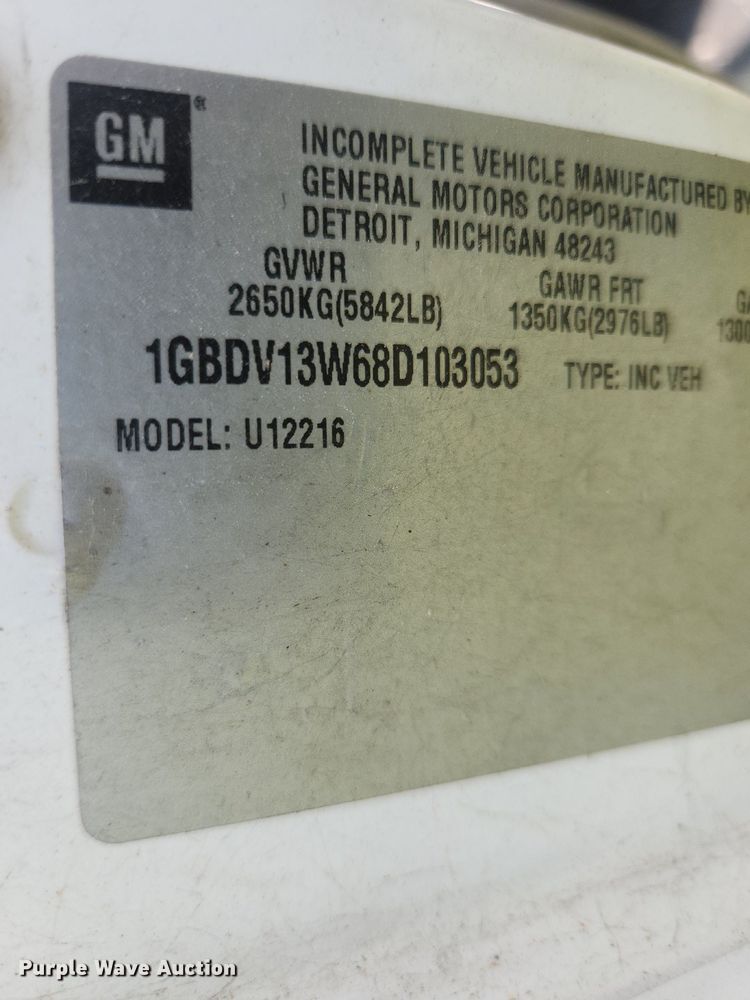 GM ®
INCOMPLETE VEHICLE MANUFACTURED BY
GENERAL MOTORS CORPORATION
DETROIT, MICHIGAN 48243
GVWR GAWR FRT
2650KG(5842LB) 1350KG(2976LB)
1GBDV13W68D103053 TYPE: INC VEH
MODEL: U12216
Purple Wave Auction